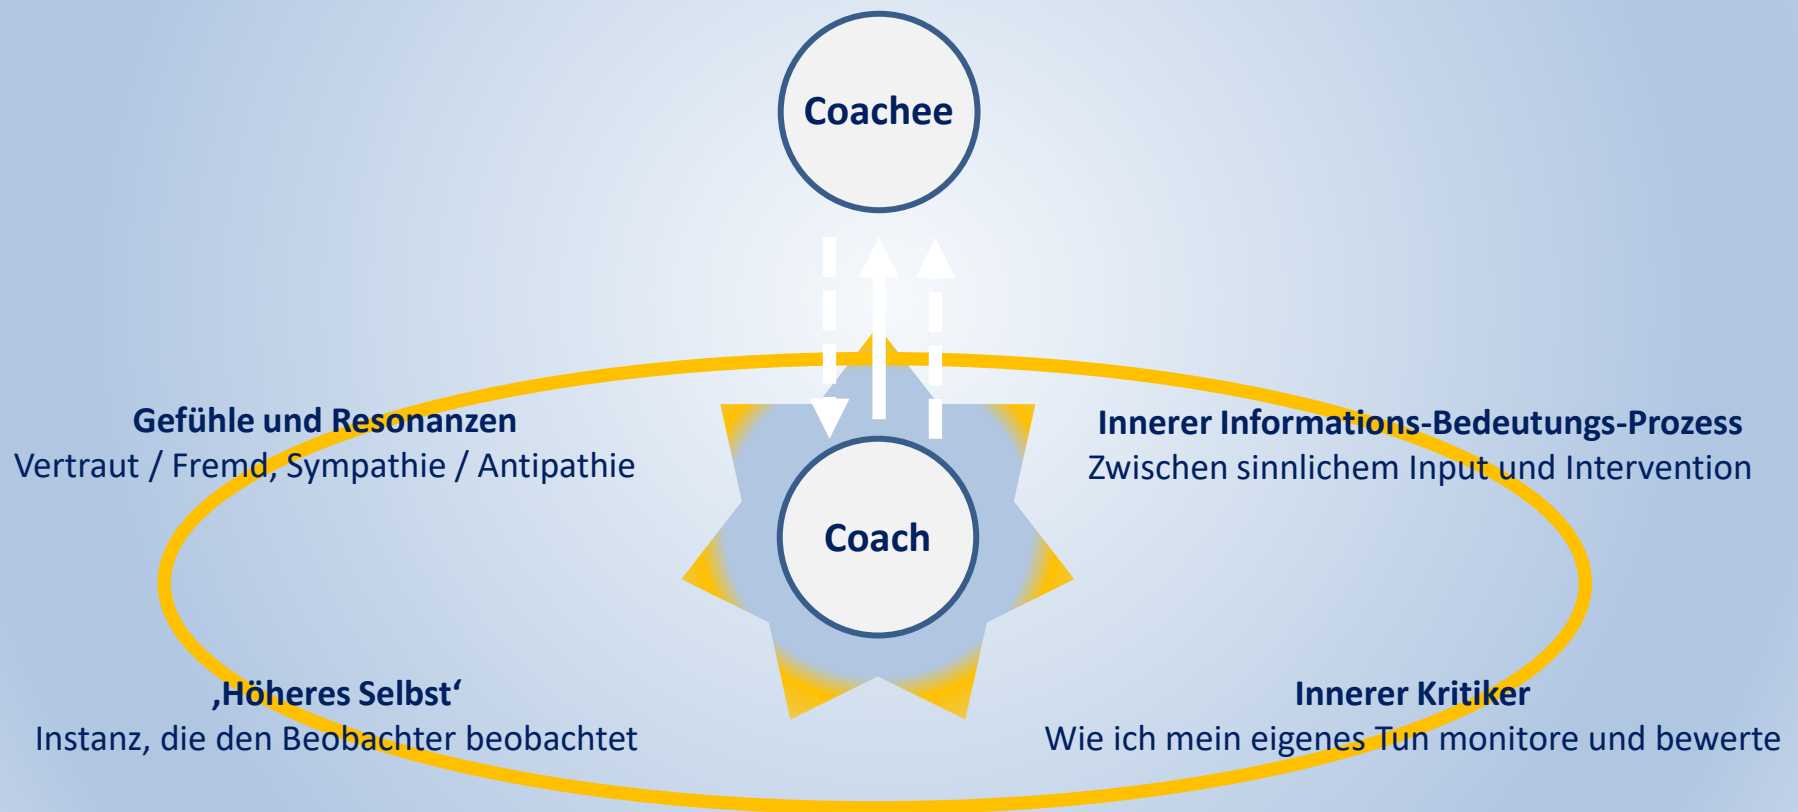 Coachee
Gefühle und Resonanzen
Vertraut / Fremd, Sympathie / Antipathie
Innerer Informations-Bedeutungs-Prozess
Zwischen sinnlichem Input und Intervention
Coach
‚Höheres Selbst‘
Instanz, die den Beobachter beobachtet
Innerer Kritiker
Wie ich mein eigenes Tun monitore und bewerte